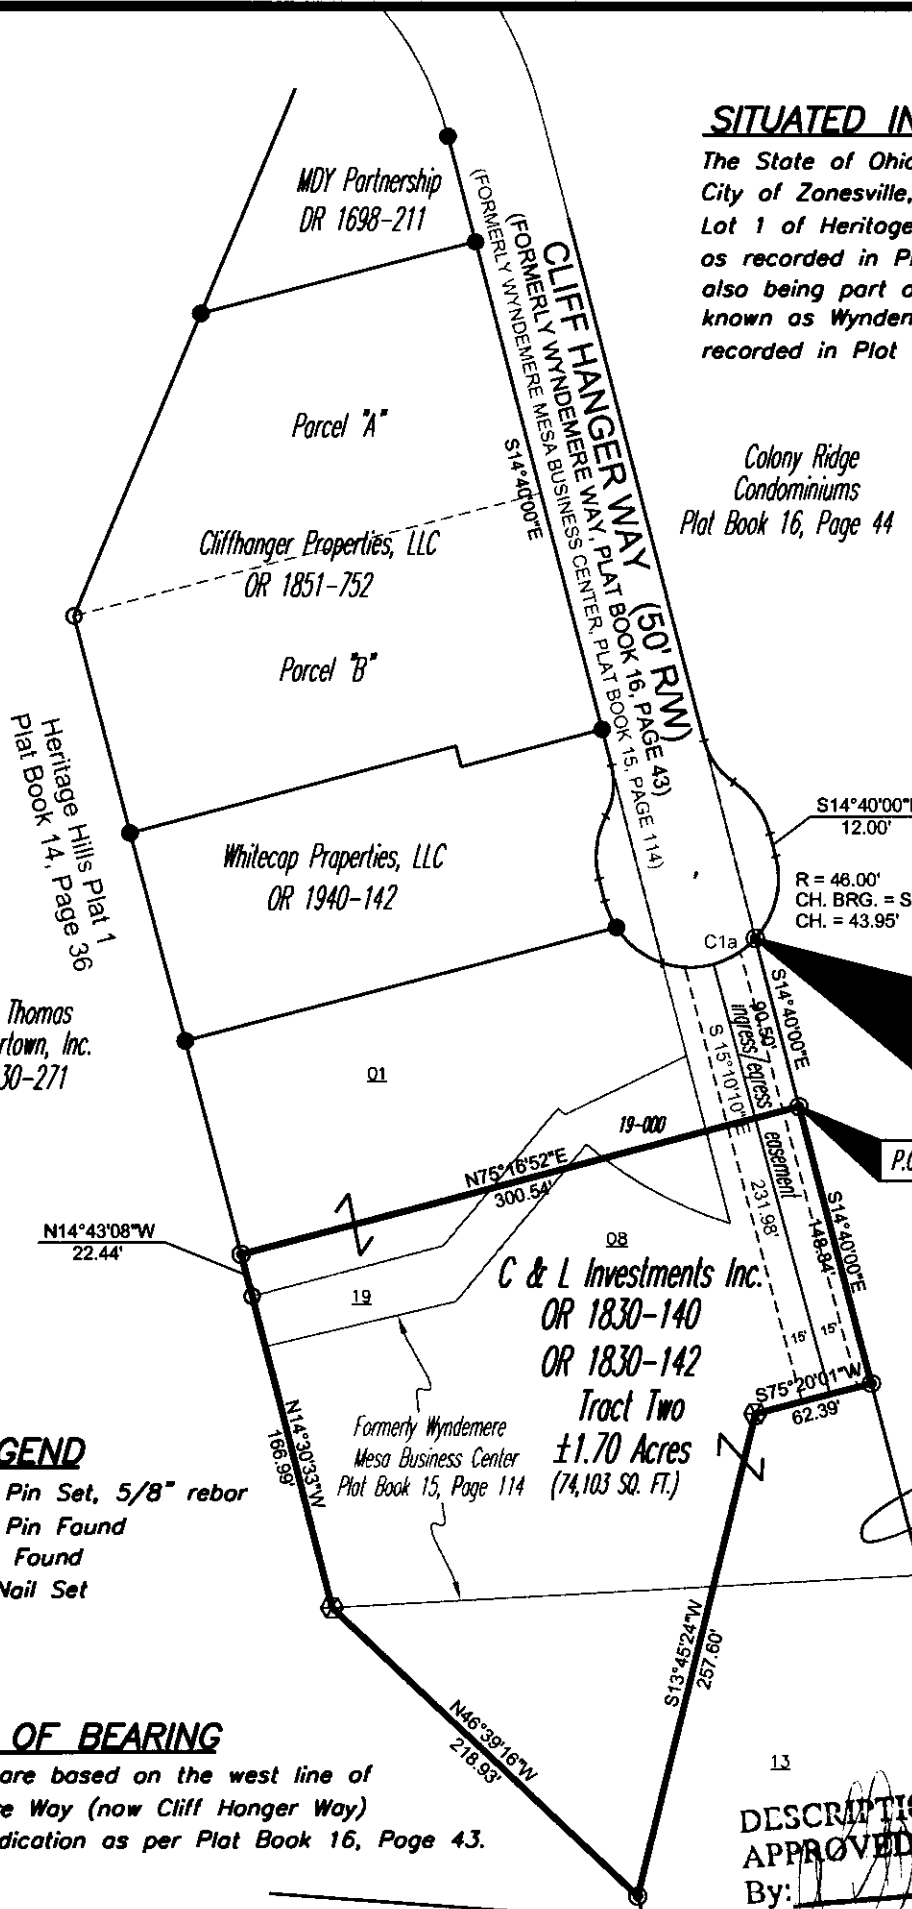 SITUATED IN
The State of Ohio
City of Zanesville,
Lot 1 of Heritage
as recorded in Pl
also being part o
known as Wyndem
recorded in Plat
MDY Partnership
DR 1698-211
CLIFF HANGER WAY (50' R/W)
(FORMERLY WYNDEMERE WAY, PLAT BOOK 16, PAGE 43)
(FORMERLY WYNDEMERE MESA BUSINESS CENTER, PLAT BOOK 15, PAGE 114)
S14°40'00"E
Parcel "A"
Colony Ridge
Condominiums
Plat Book 16, Page 44
Cliffhanger Properties, LLC
OR 1851-752
Parcel "B"
Heritage Hills Plat 1
Plat Book 14, Page 36
S14°40'00"E
12.00'
Whitecap Properties, LLC
OR 1940-142
R = 46.00'
CH. BRG. = S
CH. = 43.95'
C1a
Thomas
rtown, Inc.
30-271
S14°40'00"E
90.50'
ingress/egress easement
S 15°10'10"E
231.98'
01
19-000
N75°16'52"E
300.54'
P.O
N14°43'08"W
22.44'
S14°40'00"E
148.84'
08
19
C & L Investments Inc.
OR 1830-140
OR 1830-142
Tract Two
±1.70 Acres
(74,103 SQ. FT.)
15' 15'
S75°20'01"W
62.39'
Formerly Wyndemere
Mesa Business Center
Plat Book 15, Page 114
N14°30'33"W
166.99'
GEND
Pin Set, 5/8" rebar
Pin Found
Found
Nail Set
S13°45'24"W
257.60'
N46°39'16"W
218.93'
OF BEARING
are based on the west line of
e Way (now Cliff Hanger Way)
dication as per Plat Book 16, Page 43.
13
DESCRIPTIO
APPROVED
By: